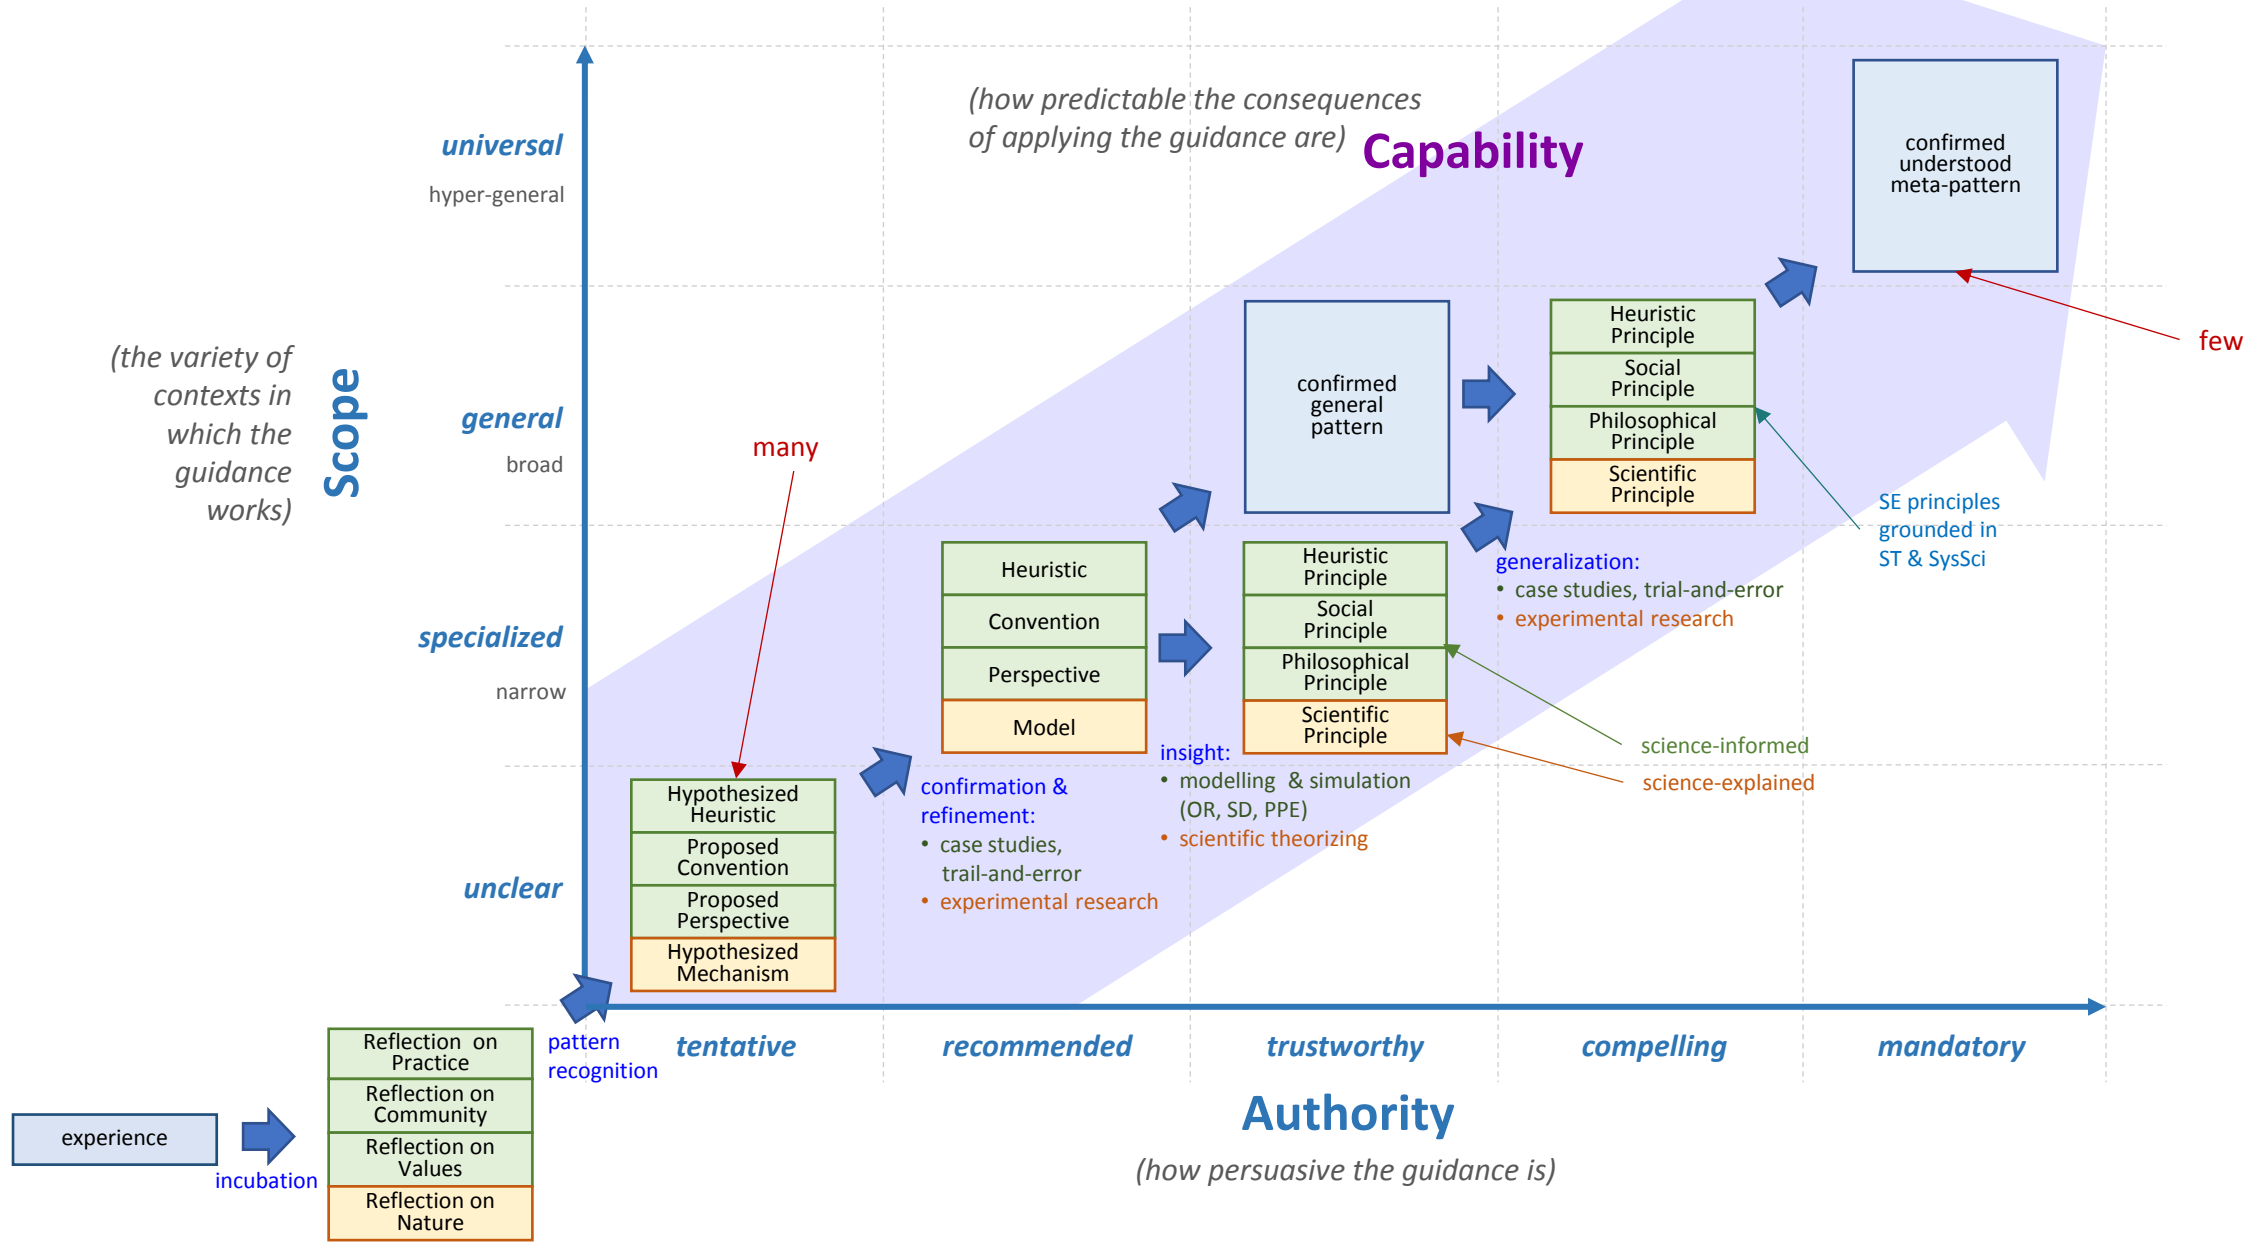 (how predictable the consequences
of applying the guidance are)
Capability
universal
hyper-general
confirmed
understood
meta-pattern
few
(the variety of
contexts in
which the
guidance
works)
Scope
general
broad
many
confirmed
general
pattern
Heuristic
Principle
Social
Principle
Philosophical
Principle
Scientific
Principle
SE principles
grounded in
ST & SysSci
specialized
narrow
Heuristic
Convention
Perspective
Model
Heuristic
Principle
Social
Principle
Philosophical
Principle
Scientific
Principle
generalization:
• case studies, trial-and-error
• experimental research
science-informed
science-explained
insight:
• modelling & simulation
(OR, SD, PPE)
• scientific theorizing
confirmation &
refinement:
• case studies,
trail-and-error
• experimental research
unclear
Hypothesized
Heuristic
Proposed
Convention
Proposed
Perspective
Hypothesized
Mechanism
pattern
recognition
tentative
recommended
trustworthy
compelling
mandatory
Authority
(how persuasive the guidance is)
experience
incubation
Reflection on
Practice
Reflection on
Community
Reflection on
Values
Reflection on
Nature